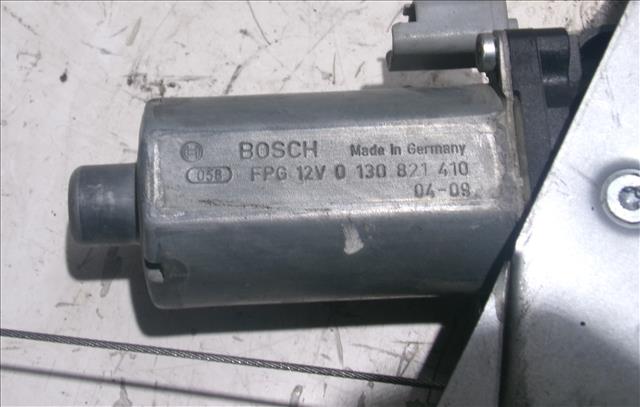 BOSCH Made in Germany
058 FPG 12V 0 130 821 410
04-09